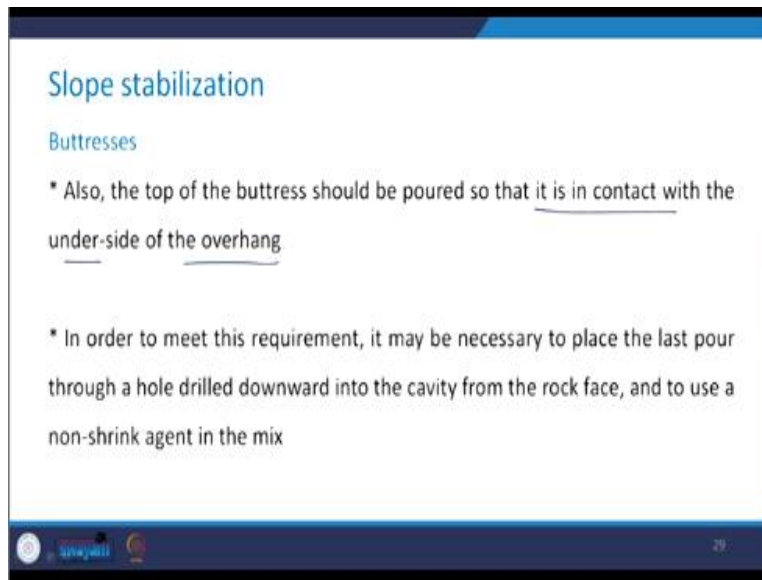 Slope stabilization
Buttresses
* Also, the top of the buttress should be poured so that it is in contact with the
under-side of the overhang
* In order to meet this requirement, it may be necessary to place the last pour
through a hole drilled downward into the cavity from the rock face, and to use a
non-shrink agent in the mix
29